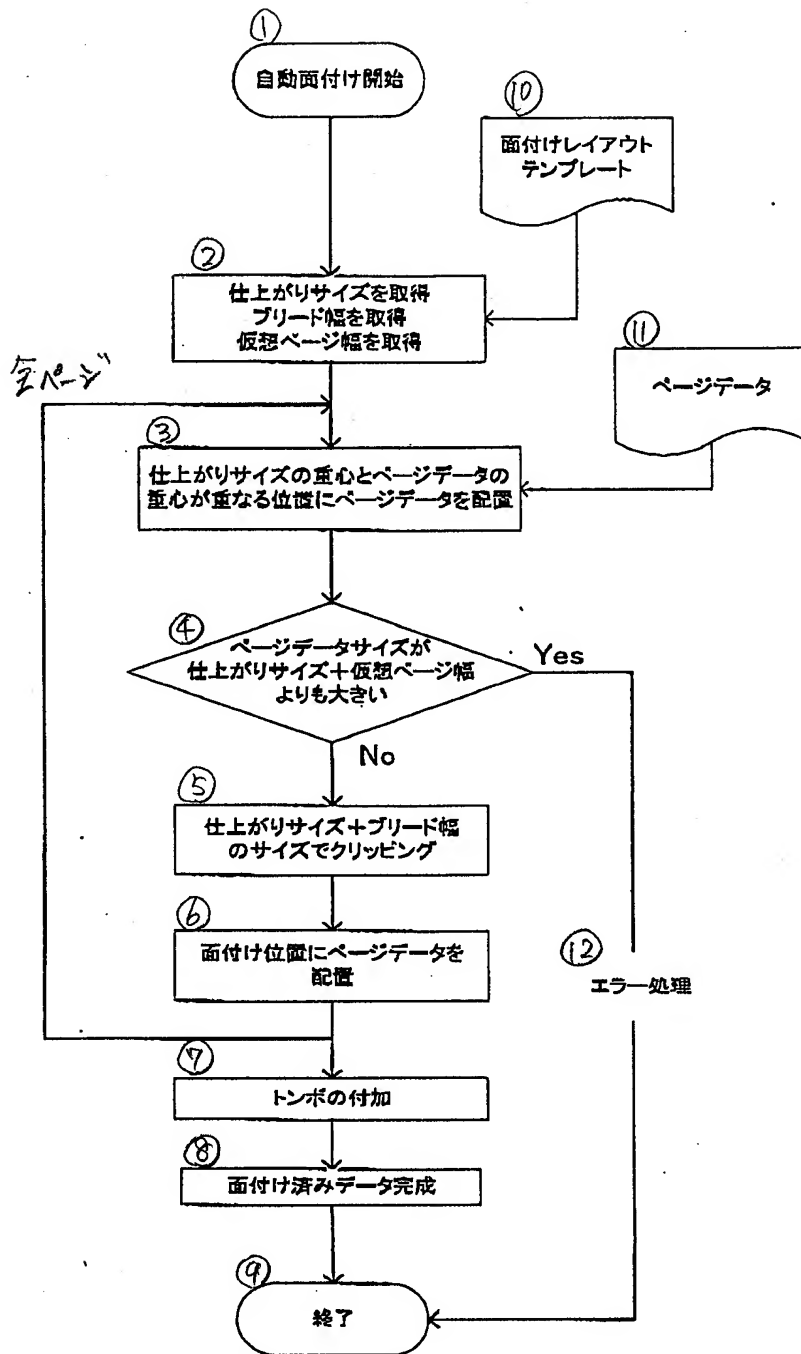 ①
自動面付け開始
⑩
面付けレイアウト
テンプレート
②
仕上がりサイズを取得
ブリード幅を取得
仮想ページ幅を取得
⑪
ページデータ
全ページ
③
仕上がりサイズの重心とページデータの
重心が重なる位置にページデータを配置
④
ページデータサイズが
仕上がりサイズ+仮想ページ幅
よりも大きい
Yes
No
⑤
仕上がりサイズ+ブリード幅
のサイズでクリッピング
⑥
面付け位置にページデータを
配置
⑫
エラー処理
⑦
トンボの付加
⑧
面付け済みデータ完成
⑨
終了